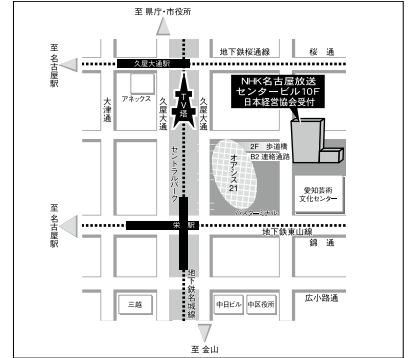 至 県庁・市役所
至 名古屋駅
久屋大通駅
地下鉄桜通線
桜 通
アネックス
大津通
久屋大通
TV塔
久屋大通
NHK名古屋放送
センタービル10F
日本経営協会受付
セントラルパーク
2F 歩道橋
B2 連絡通路
オアシス21
愛知芸術
文化センター
バスターミナル
至 名古屋駅
栄駅
地下鉄東山線
錦 通
地下鉄名城線
三越
中日ビル
中区役所
広小路通
至 金山